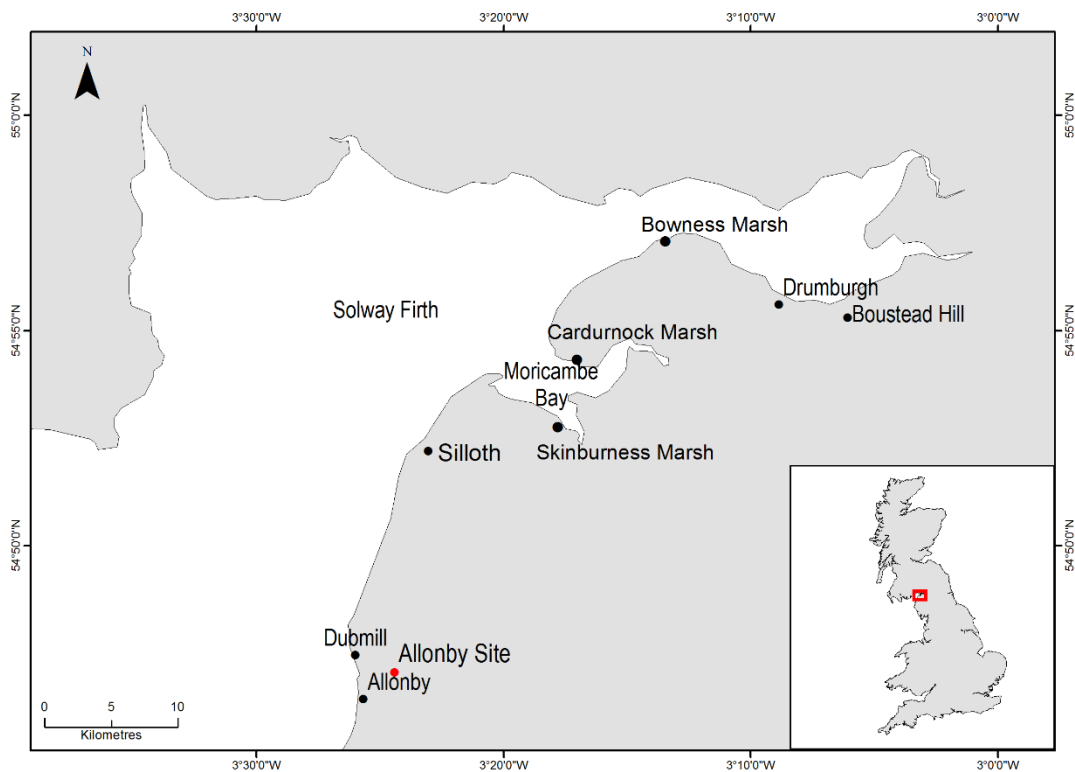 3°30'0"W
3°20'0"W
3°10'0"W
3°0'0"W
N
55°0'0"N
55°0'0"N
Bowness Marsh
Drumburgh
Solway Firth
Boustead Hill
54°55'0"N
54°55'0"N
Cardurnock Marsh
Moricambe
Bay
Silloth
Skinburness Marsh
54°50'0"N
54°50'0"N
Dubmill
Allonby Site
Allonby
0 5 10
Kilometres
3°30'0"W
3°20'0"W
3°10'0"W
3°0'0"W